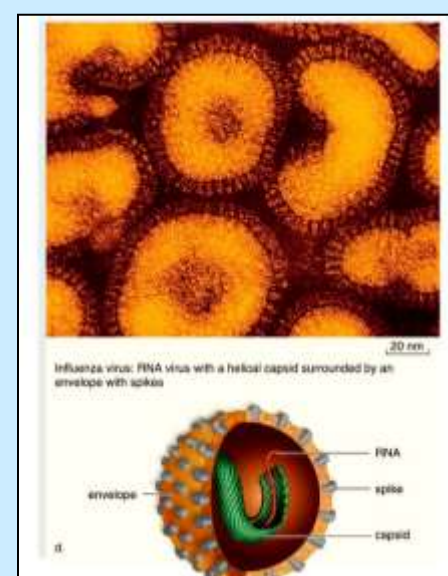 20 nm
Influenza virus: RNA virus with a helical capsid surrounded by an
envelope with spikes
RNA
envelope
spike
capsid
d.